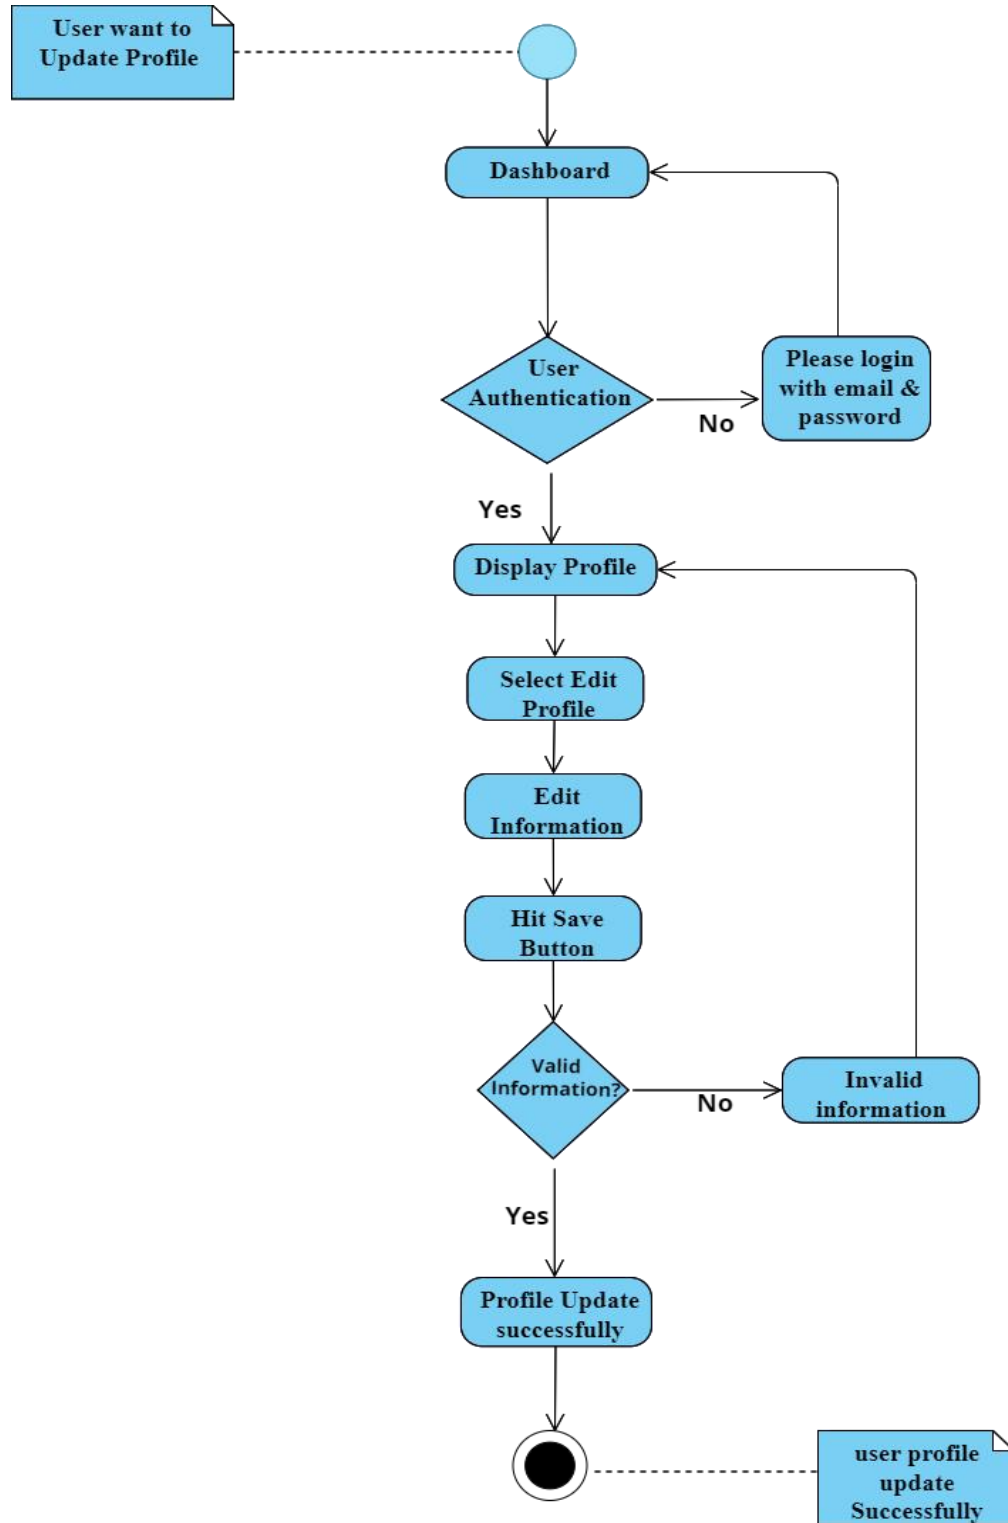 User want to
Update Profile
Dashboard
User
Authentication
No
Please login
with email &
password
Yes
Display Profile
Select Edit
Profile
Edit
Information
Hit Save
Button
Valid
Information?
No
Invalid
information
Yes
Profile Update
successfully
user profile
update
Successfully